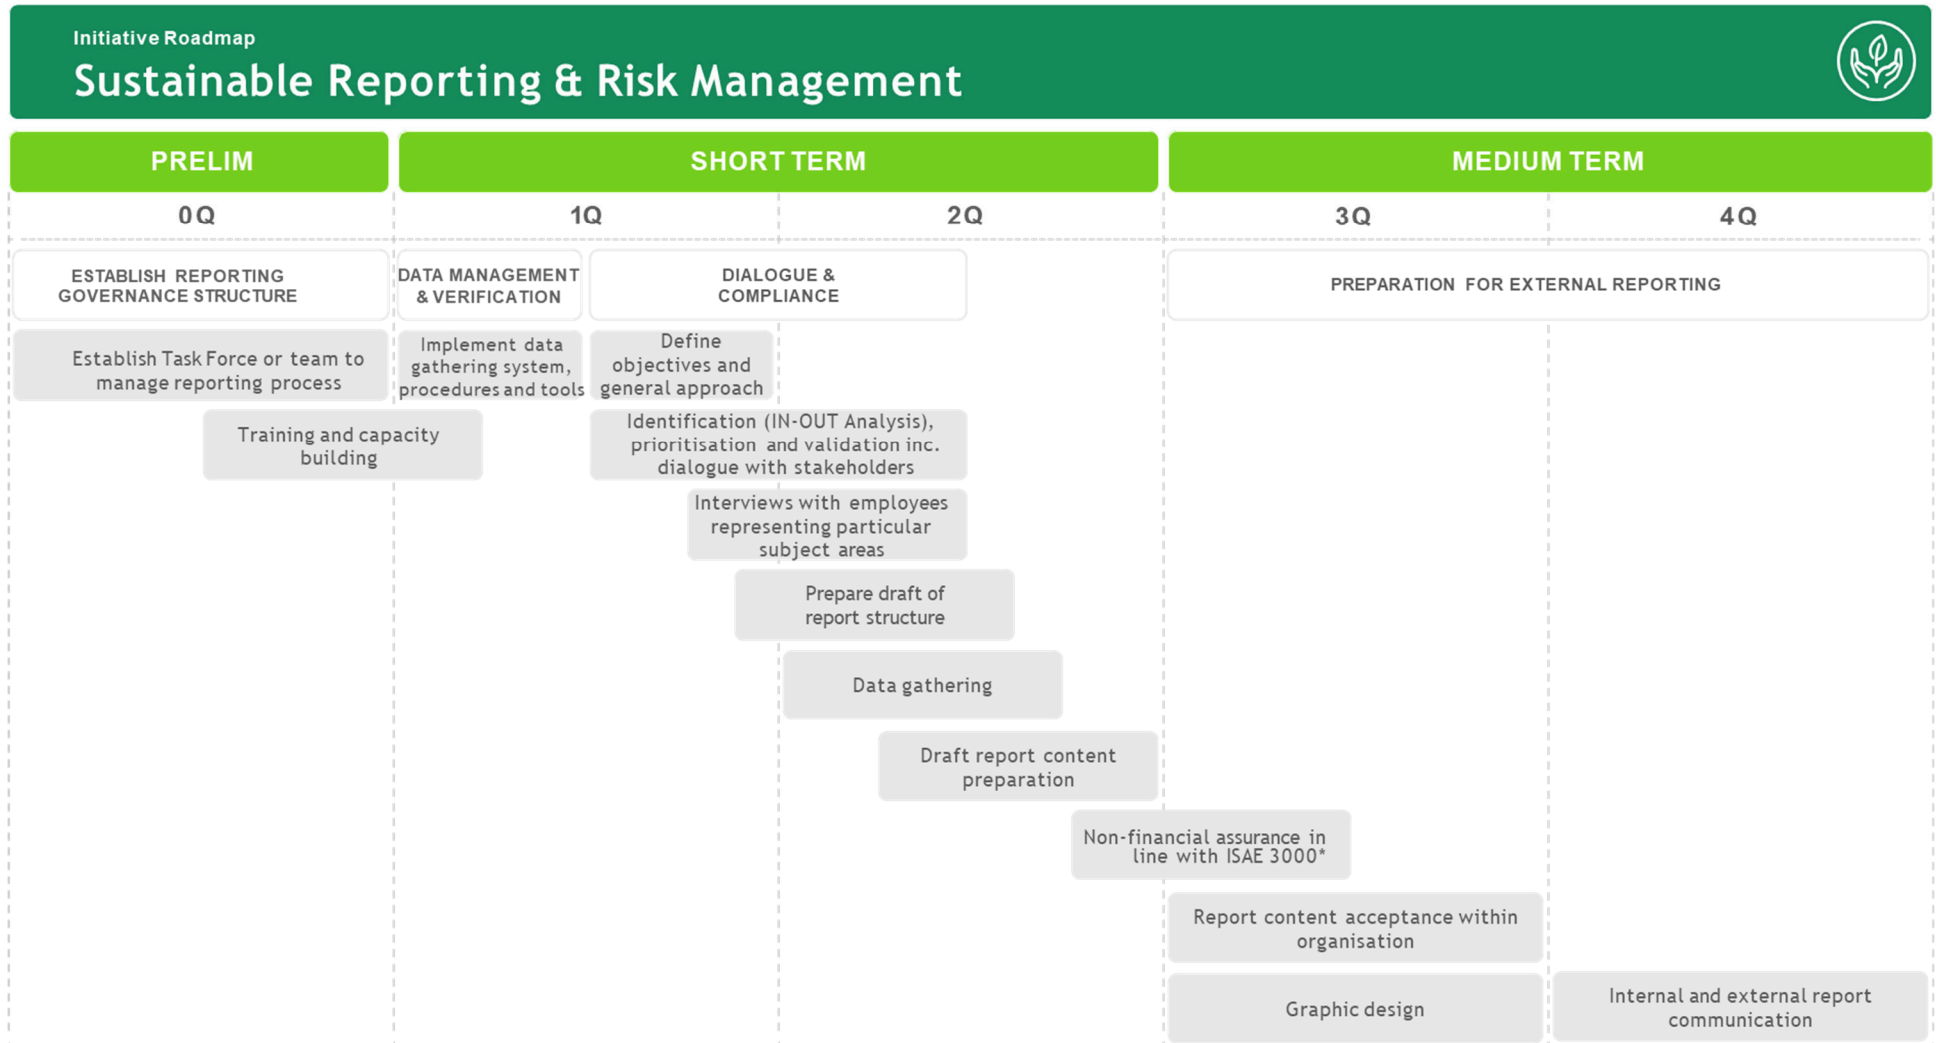 Initiative Roadmap
Sustainable Reporting & Risk Management
PRELIM
SHORT TERM
MEDIUM TERM
0Q
1Q
2Q
3Q
4Q
ESTABLISH REPORTING
GOVERNANCE STRUCTURE
DATA MANAGEMENT
& VERIFICATION
DIALOGUE &
COMPLIANCE
PREPARATION FOR EXTERNAL REPORTING
Establish Task Force or team to
manage reporting process
Implement data
gathering system,
procedures and tools
Define
objectives and
general approach
Training and capacity
building
Identification (IN-OUT Analysis),
prioritisation and validation inc.
dialogue with stakeholders
Interviews with employees
representing particular
subject areas
Prepare draft of
report structure
Data gathering
Draft report content
preparation
Non-financial assurance in
line with ISAE 3000*
Report content acceptance within
organisation
Graphic design
Internal and external report
communication